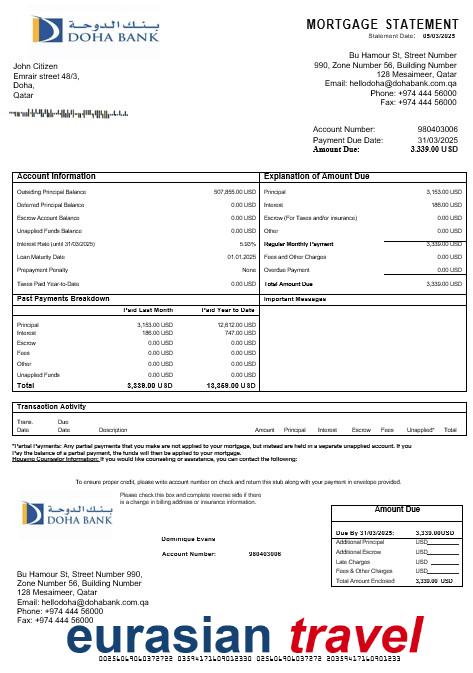 بنك الدوحة
DOHA BANK
MORTGAGE STATEMENT
Statement Date: 05/03/2025
John Citizen
Emrair street 48/3,
Doha,
Qatar
Bu Hamour St, Street Number
990, Zone Number 56, Building Number
128 Mesaimeer, Qatar
Email: hellodoha@dohabank.com.qa
Phone: +974 444 56000
Fax: +974 444 56000
Account Number: 980403006
Payment Due Date: 31/03/2025
Amount Due: 3.339.00 USD
Account Information
Outsiding Principal Balance 507,855.00 USD
Deferred Principal Balance 0.00 USD
Escrow Account Balance 0.00 USD
Unapplied Funds Balance 0.00 USD
Interest Rate (until 31/03/2025) 5.93%
Loan Maturity Date 01.01.2025
Prepayment Penalty None
Taxes Paid Year-to-Date 0.00 USD
Explanation of Amount Due
Principal 3,153.00 USD
Interest 186.00 USD
Escrow (For Taxes and/or insurance) 0.00 USD
Other 0.00 USD
Regular Monthly Payment 3,339.00 USD
Fees and Other Charges 0.00 USD
Overdue Payment 0.00 USD
Total Amount Due 3,339.00 USD
Past Payments Breakdown
Paid Last Month Paid Year to Date
Principal 3,153.00 USD 12,612.00 USD
Interest 186.00 USD 747.00 USD
Escrow 0.00 USD 0.00 USD
Fees 0.00 USD 0.00 USD
Other 0.00 USD 0.00 USD
Unapplied Funds 0.00 USD 0.00 USD
Total 3,339.00 USD 13,359.00 USD
Important Messages
Transaction Activity
Trans. Date Due Date Description Amount Principal Interest Escrow Fees Unapplied* Total
*Partial Payments: Any partial payments that you make are not applied to your mortgage, but instead are held in a separate unapplied account. If you
Pay the balance of a partial payment, the funds will then be applied to your mortgage.
Housing Counselor Information: If you would like counseling or assistance, you can contact the following:
To ensure proper credit, please write account number on check and return this stub along with your payment in envelope provided.
Please check this box and complete reverse side if there
is a change in billing address or insurance information.
بنك الدوحة
DOHA BANK
Dominique Evans
Account Number: 980403006
Amount Due
Due By 31/03/2025: 3,339.00USD
Additional Principal USD
Additional Escrow USD
Late Charges USD
Fees & Other Charges USD
Total Amount Enclosed 3,339.00 USD
Bu Hamour St, Street Number 990,
Zone Number 56, Building Number
128 Mesaimeer, Qatar
Email: hellodoha@dohabank.com.qa
Phone: +974 444 56000
Fax: +974 444 56000
eurasian travel